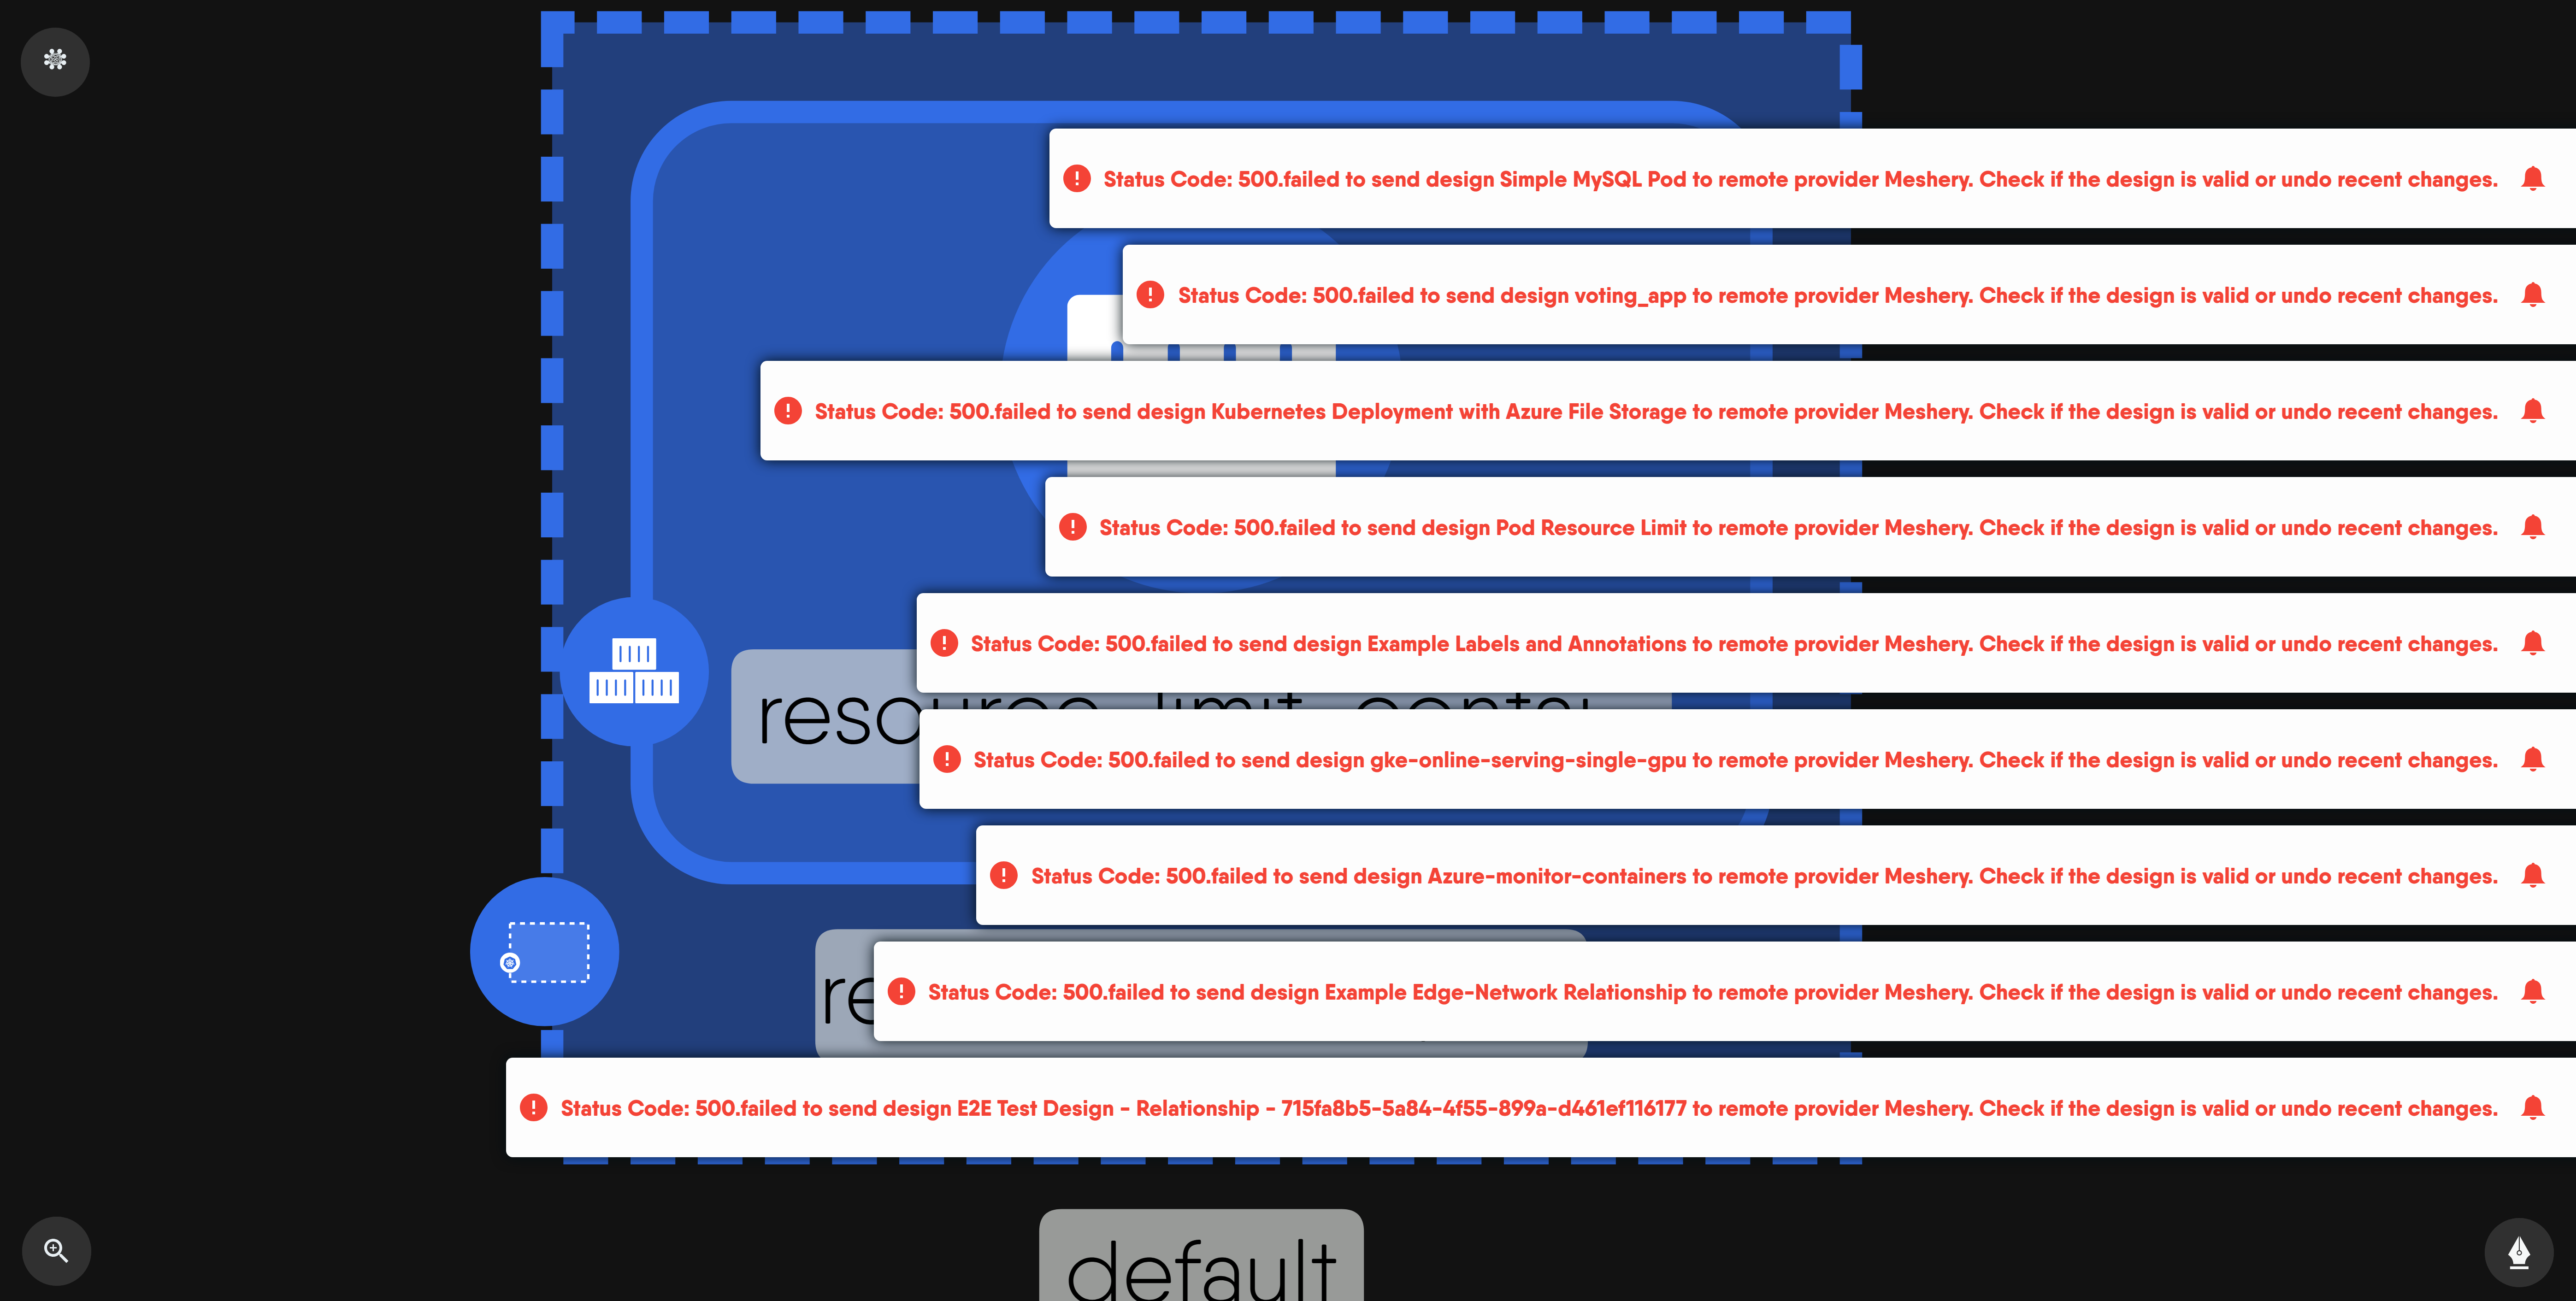 Status Code: 500.failed to send design Simple MySQL Pod to remote provider Meshery. Check if the design is valid or undo recent changes.
Status Code: 500.failed to send design voting_app to remote provider Meshery. Check if the design is valid or undo recent changes.
Status Code: 500.failed to send design Kubernetes Deployment with Azure File Storage to remote provider Meshery. Check if the design is valid or undo recent changes.
Status Code: 500.failed to send design Pod Resource Limit to remote provider Meshery. Check if the design is valid or undo recent changes.
Status Code: 500.failed to send design Example Labels and Annotations to remote provider Meshery. Check if the design is valid or undo recent changes.
Status Code: 500.failed to send design gke-online-serving-single-gpu to remote provider Meshery. Check if the design is valid or undo recent changes.
Status Code: 500.failed to send design Azure-monitor-containers to remote provider Meshery. Check if the design is valid or undo recent changes.
Status Code: 500.failed to send design Example Edge-Network Relationship to remote provider Meshery. Check if the design is valid or undo recent changes.
Status Code: 500.failed to send design E2E Test Design - Relationship - 715fa8b5-5a84-4f55-899a-d461ef116177 to remote provider Meshery. Check if the design is valid or undo recent changes.
default